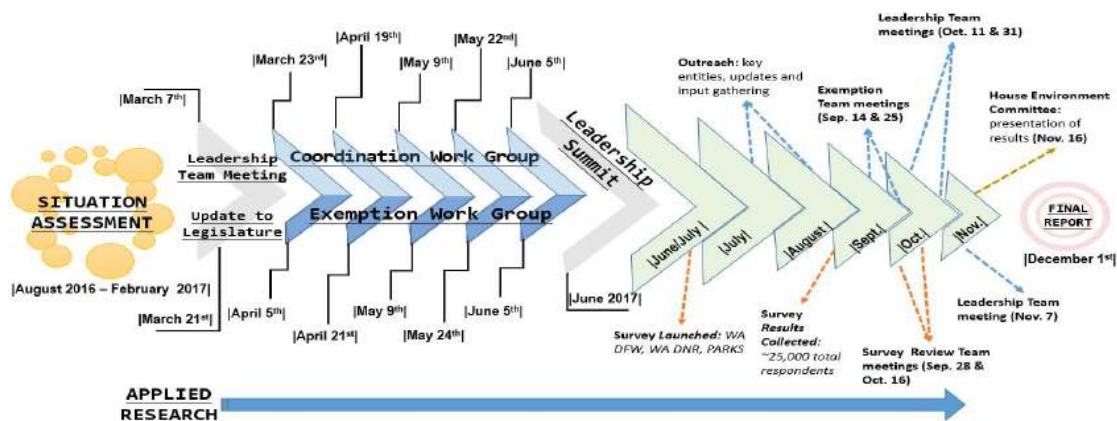 SITUATION
ASSESSMENT
|August 2016 – February 2017|
|March 7th|
Leadership
Team Meeting
Update to
Legislature
|March 21st|
|March 23rd|
|April 19th|
|May 9th|
|May 22nd|
|June 5th|
Coordination Work Group
Exemption Work Group
|April 5th|
|April 21st|
|May 9th|
|May 24th|
|June 5th|
Leadership
Summit
|June 2017|
|June/July|
|July|
|August|
|Sept.|
|Oct.|
|Nov.|
Outreach: key
entities, updates and
input gathering
Exemption
Team meetings
(Sep. 14 & 25)
Leadership Team
meetings (Oct. 11 & 31)
House Environment
Committee:
presentation of
results (Nov. 16)
Survey Launched: WA
DFW, WA DNR, PARKS
Survey
Results
Collected:
~25,000 total
respondents
Survey Review Team
meetings (Sep. 28 &
Oct. 16)
Leadership Team
meeting (Nov. 7)
FINAL
REPORT
|December 1st|
APPLIED
RESEARCH